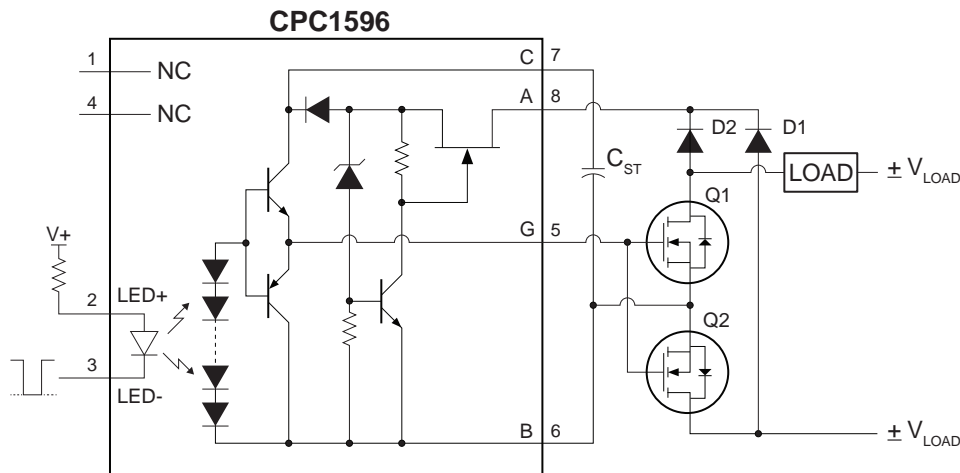 CPC1596
1
NC
4
NC
C 7
A 8
D2
D1
C_ST
LOAD
± V_LOAD
Q1
G 5
V+
2
LED+
Q2
3
LED-
B 6
± V_LOAD